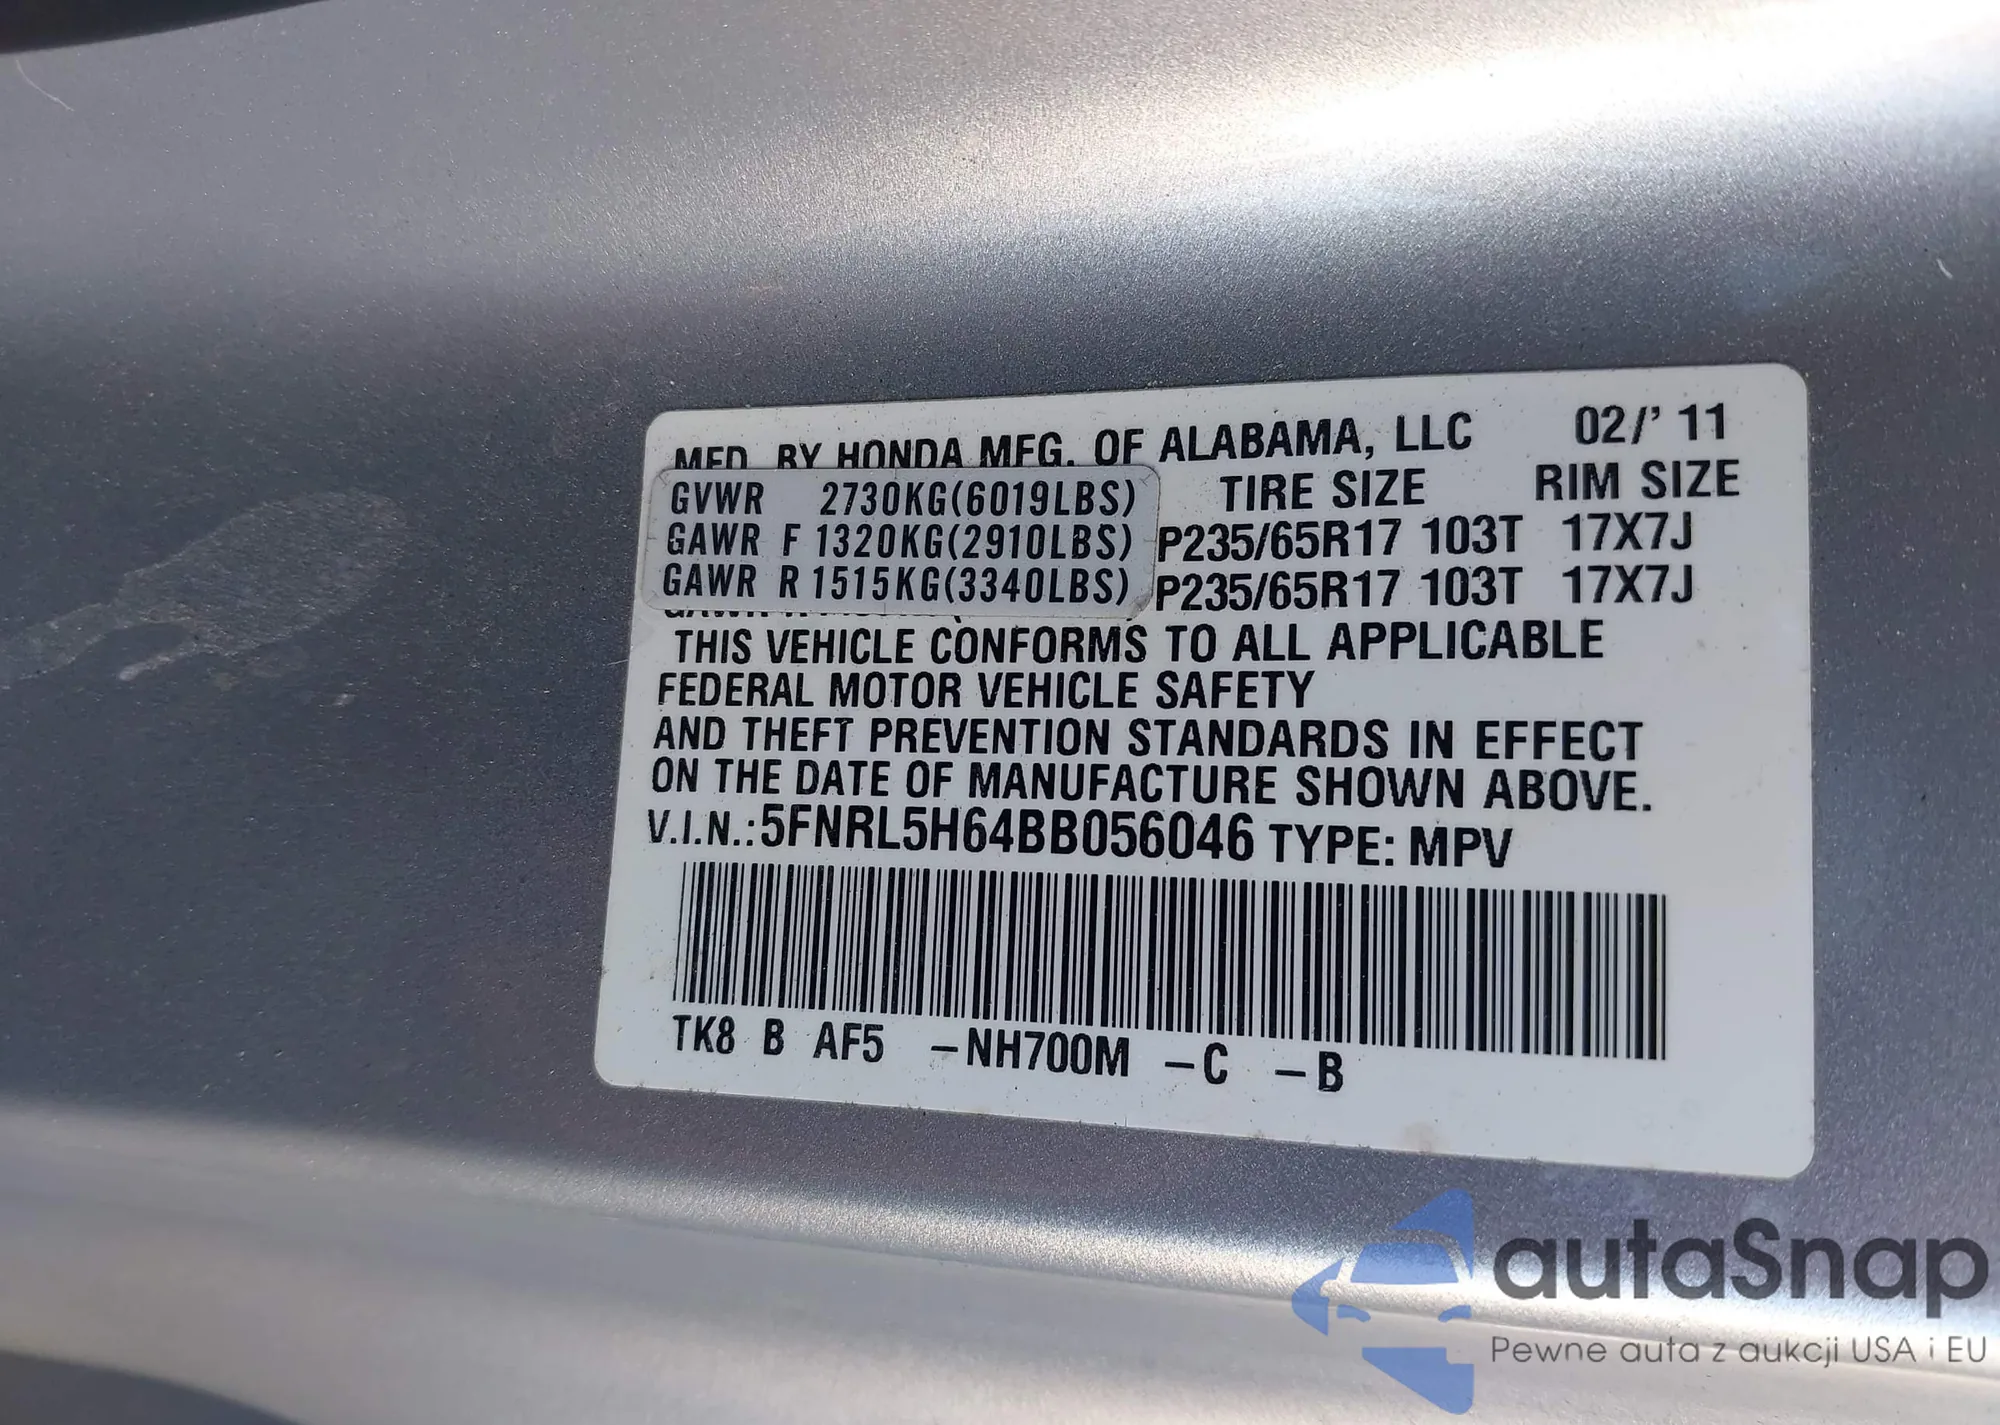 MFD. BY HONDA MFG. OF ALABAMA, LLC 02/' 11
GVWR 2730KG(6019LBS) TIRE SIZE RIM SIZE
GAWR F 1320KG(2910LBS) P235/65R17 103T 17X7J
GAWR R 1515KG(3340LBS) P235/65R17 103T 17X7J
THIS VEHICLE CONFORMS TO ALL APPLICABLE
FEDERAL MOTOR VEHICLE SAFETY
AND THEFT PREVENTION STANDARDS IN EFFECT
ON THE DATE OF MANUFACTURE SHOWN ABOVE.
V.I.N.: 5FNRL5H64BB056046 TYPE: MPV
TK8 B AF5 -NH700M -C -B
autaSnap
Pewne auta z aukcji USA i EU